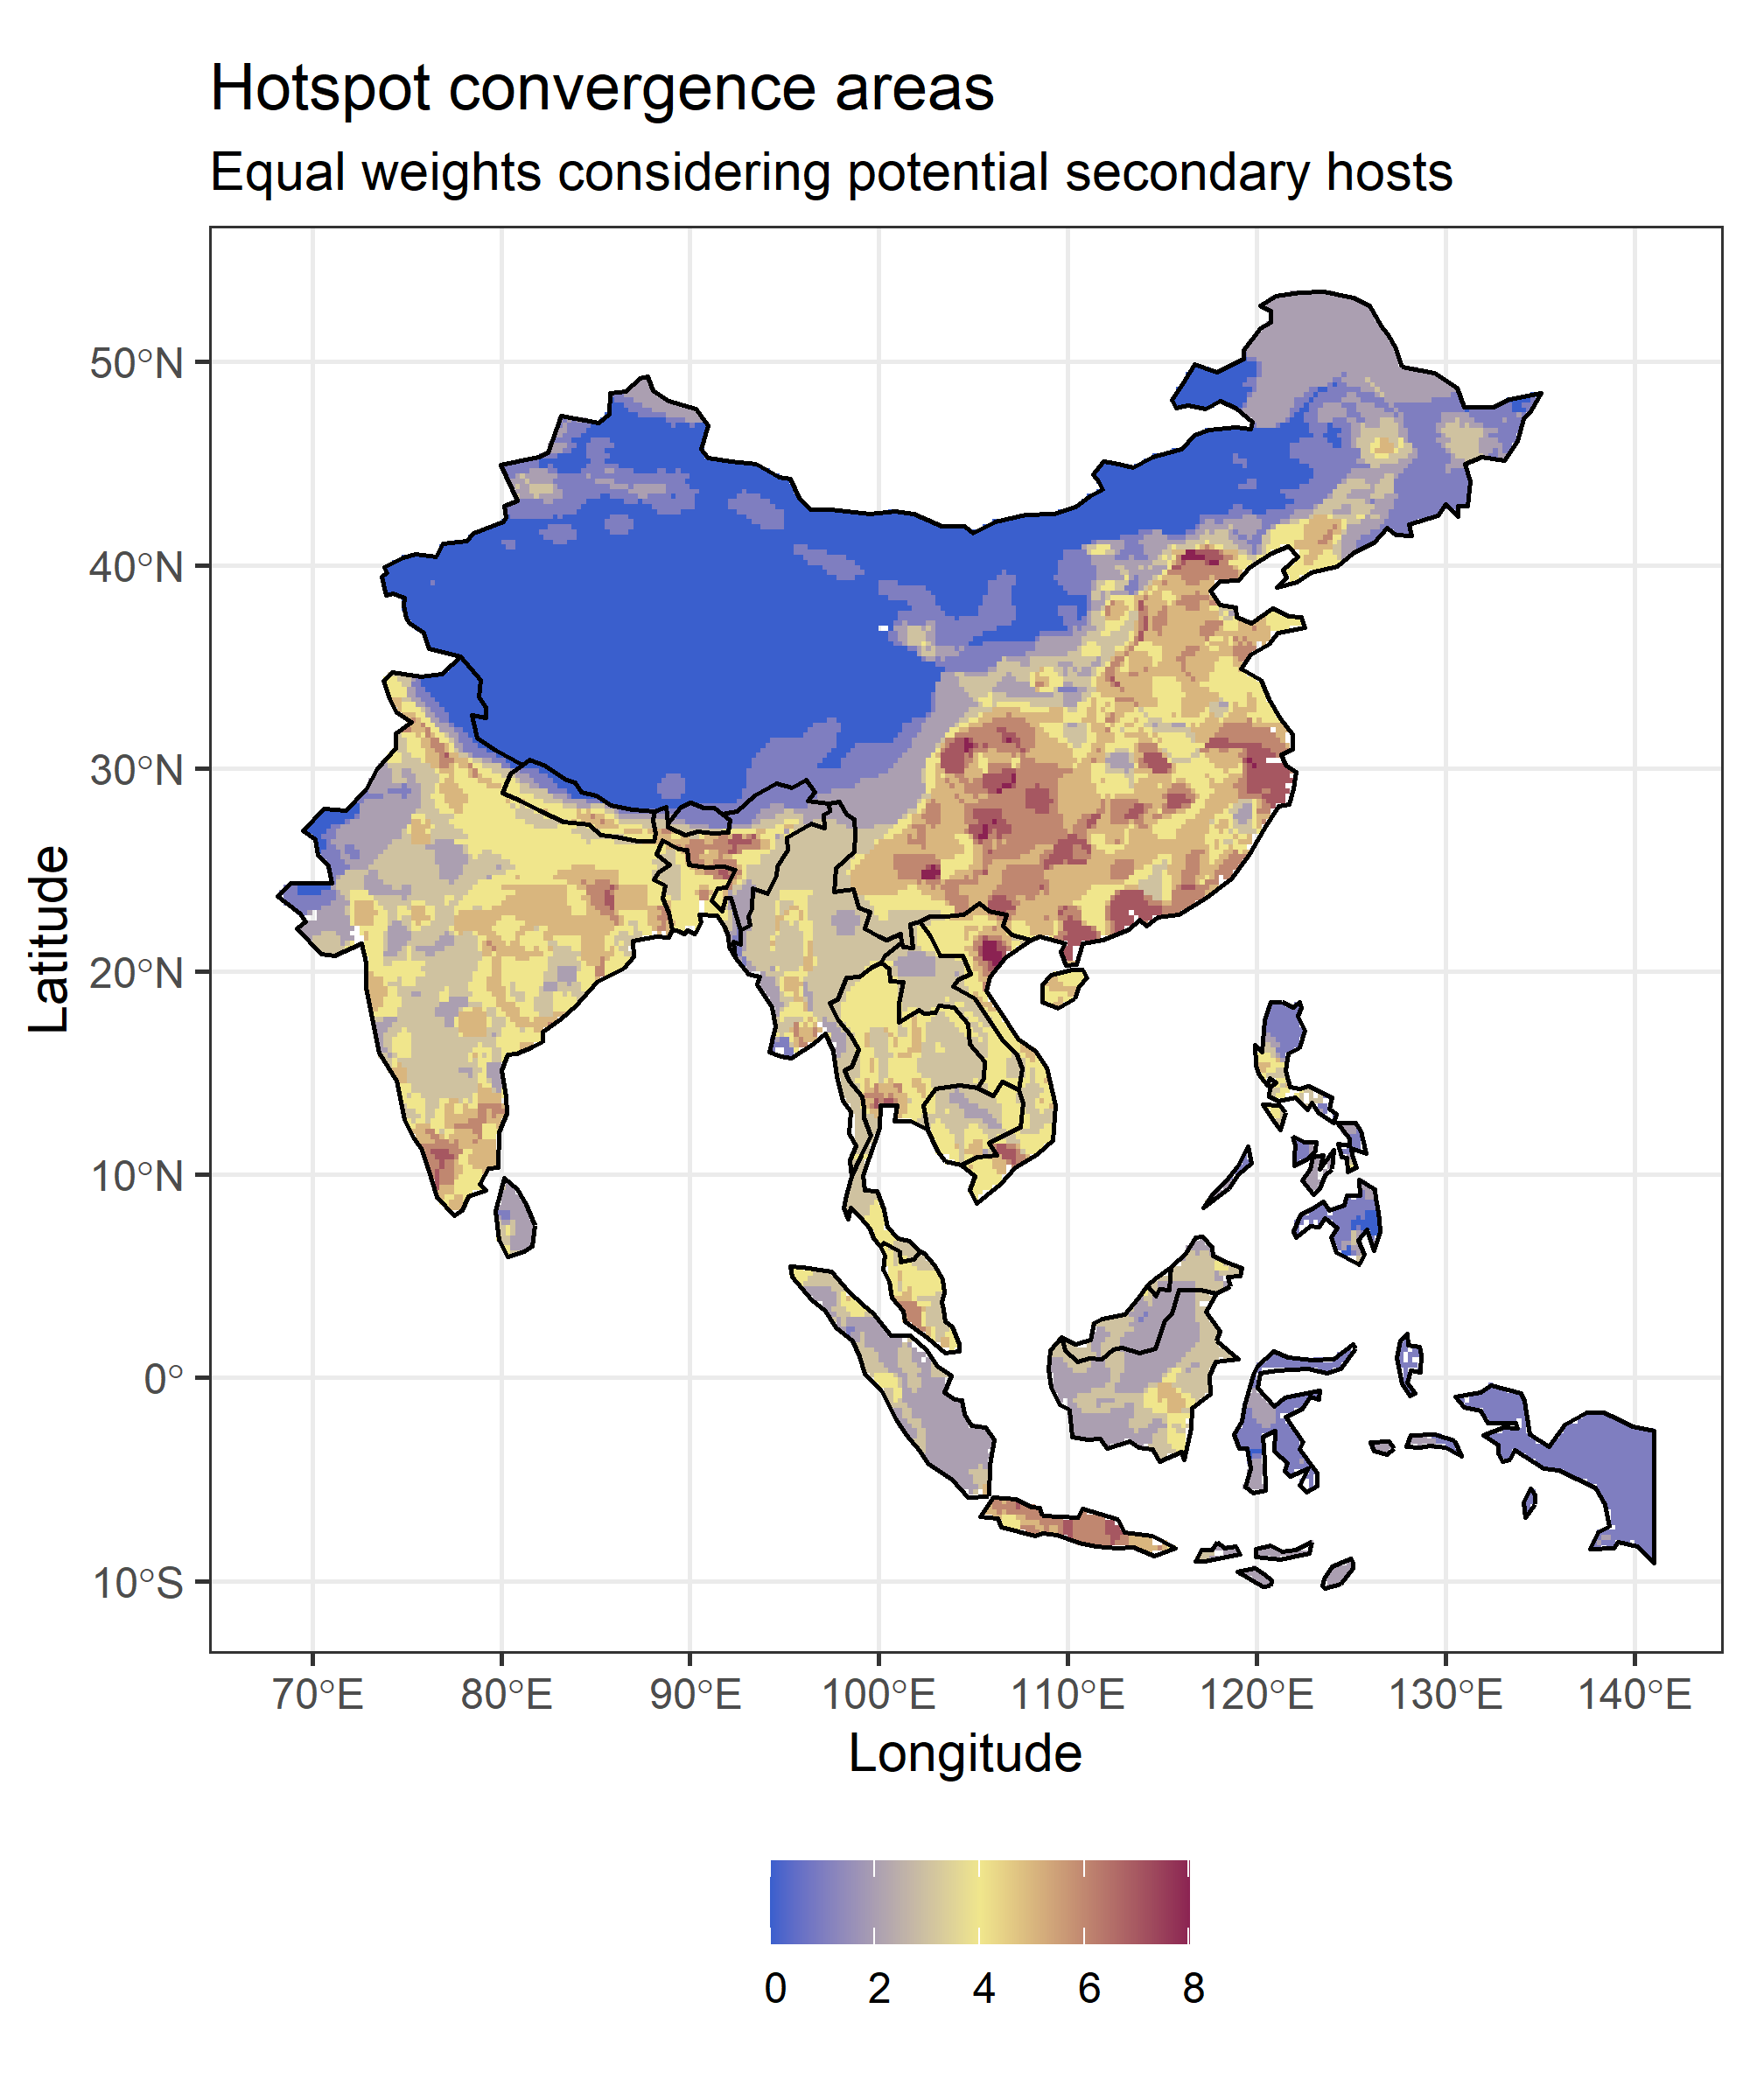 Hotspot convergence areas
Equal weights considering potential secondary hosts
50°N
40°N
30°N
20°N
10°N
0°
10°S
Latitude
70°E 80°E 90°E 100°E 110°E 120°E 130°E 140°E
Longitude
0 2 4 6 8